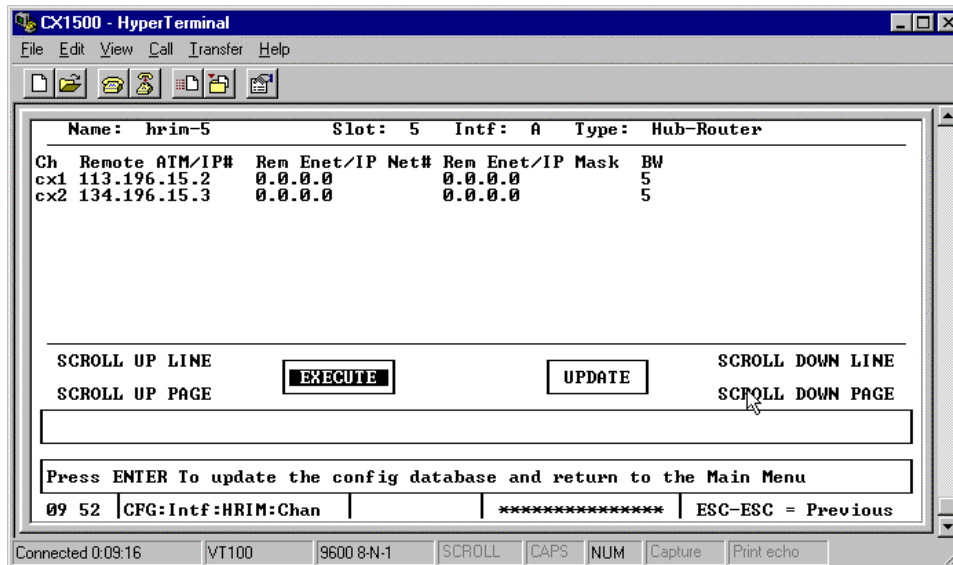 CX1500 - HyperTerminal
File Edit View Call Transfer Help
Name: hrim-5 Slot: 5 Intf: A Type: Hub-Router
Ch Remote ATM/IP# Rem Enet/IP Net# Rem Enet/IP Mask BW
cx1 113.196.15.2 0.0.0.0 0.0.0.0 5
cx2 134.196.15.3 0.0.0.0 0.0.0.0 5
SCROLL UP LINE EXECUTE UPDATE SCROLL DOWN LINE
SCROLL UP PAGE SCROLL DOWN PAGE
Press ENTER To update the config database and return to the Main Menu
09 52 CFG:Intf:HRIM:Chan *************** ESC-ESC = Previous
Connected 0:09:16 VT100 9600 8-N-1 SCROLL CAPS NUM Capture Print echo